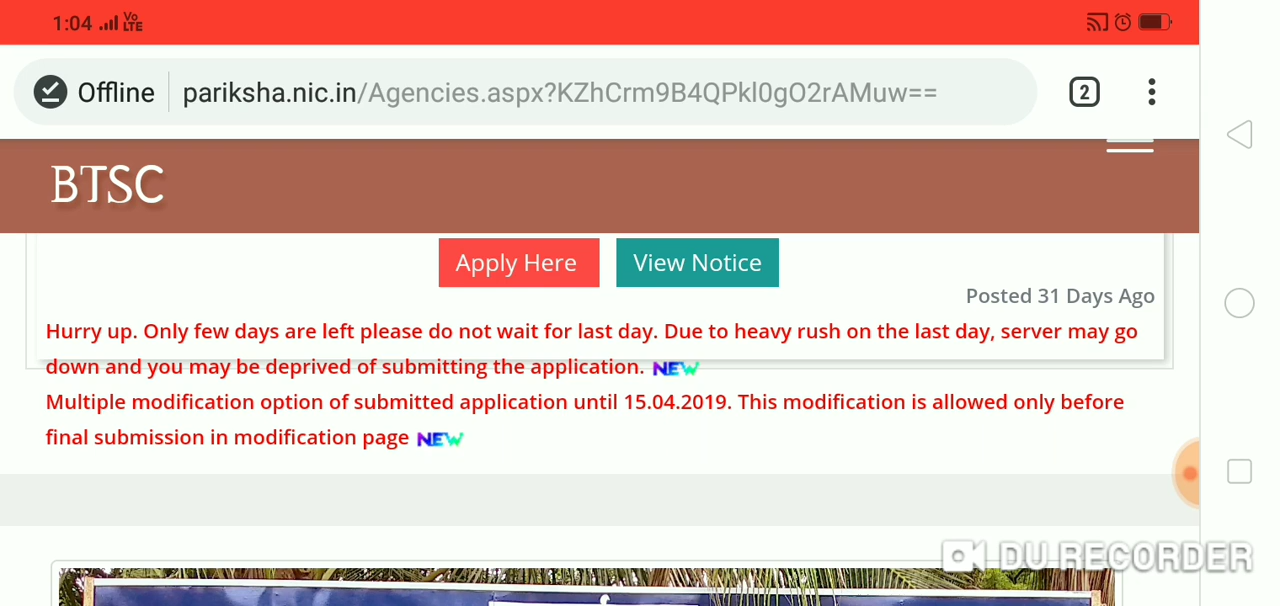 1:04 Vo LTE
Offline pariksha.nic.in/Agencies.aspx?KZhCrm9B4QPkl0gO2rAMuw== 2
BTSC
Apply Here View Notice
Posted 31 Days Ago
Hurry up. Only few days are left please do not wait for last day. Due to heavy rush on the last day, server may go
down and you may be deprived of submitting the application. NEW
Multiple modification option of submitted application until 15.04.2019. This modification is allowed only before
final submission in modification page NEW
DU RECORDER